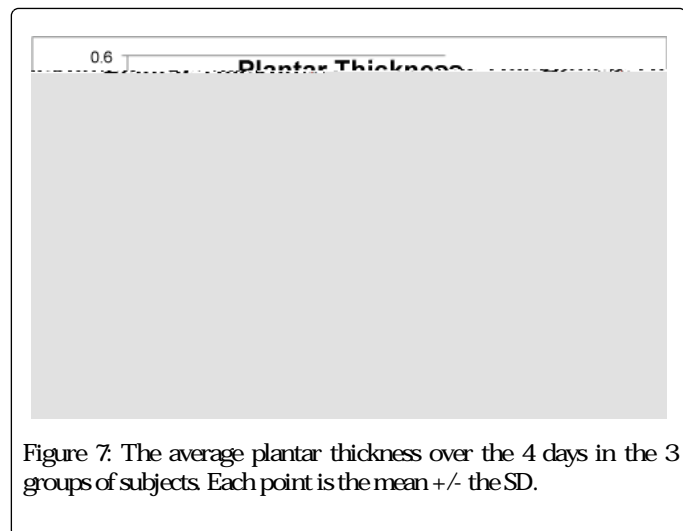 0.6
Plantar Thickness
Figure 7: The average plantar thickness over the 4 days in the 3
groups of subjects. Each point is the mean +/- the SD.